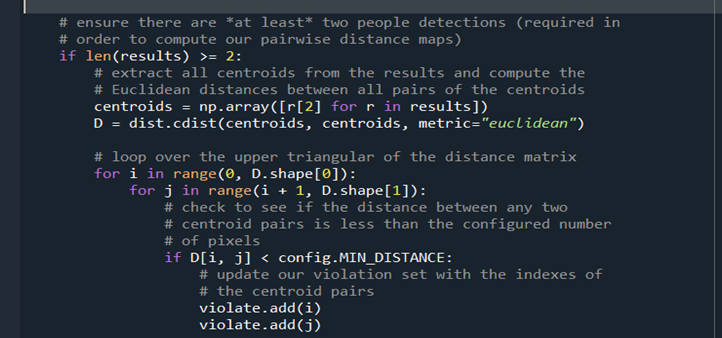 # ensure there are *at least* two people detections (required in
# order to compute our pairwise distance maps)
if len(results) >= 2:
    # extract all centroids from the results and compute the
    # Euclidean distances between all pairs of the centroids
    centroids = np.array([r[2] for r in results])
    D = dist.cdist(centroids, centroids, metric="euclidean")

    # loop over the upper triangular of the distance matrix
    for i in range(0, D.shape[0]):
        for j in range(i + 1, D.shape[1]):
            # check to see if the distance between any two
            # centroid pairs is less than the configured number
            # of pixels
            if D[i, j] < config.MIN_DISTANCE:
                # update our violation set with the indexes of
                # the centroid pairs
                violate.add(i)
                violate.add(j)